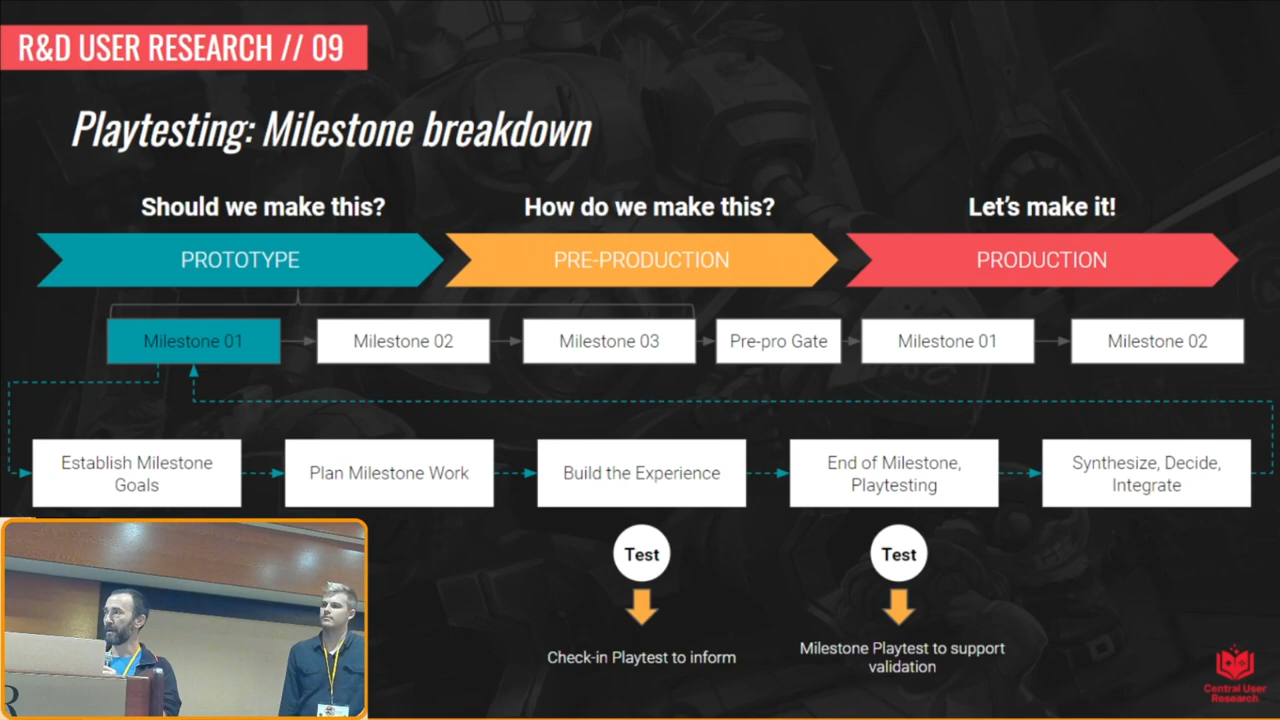 R&D USER RESEARCH // 09
Playtesting: Milestone breakdown
Should we make this?
How do we make this?
Let's make it!
PROTOTYPE
PRE-PRODUCTION
PRODUCTION
Milestone 01
Milestone 02
Milestone 03
Pre-pro Gate
Milestone 01
Milestone 02
Establish Milestone
Goals
Plan Milestone Work
Build the Experience
End of Milestone,
Playtesting
Synthesize, Decide,
Integrate
Test
Test
Check-in Playtest to inform
Milestone Playtest to support
validation
Central User
Research
R